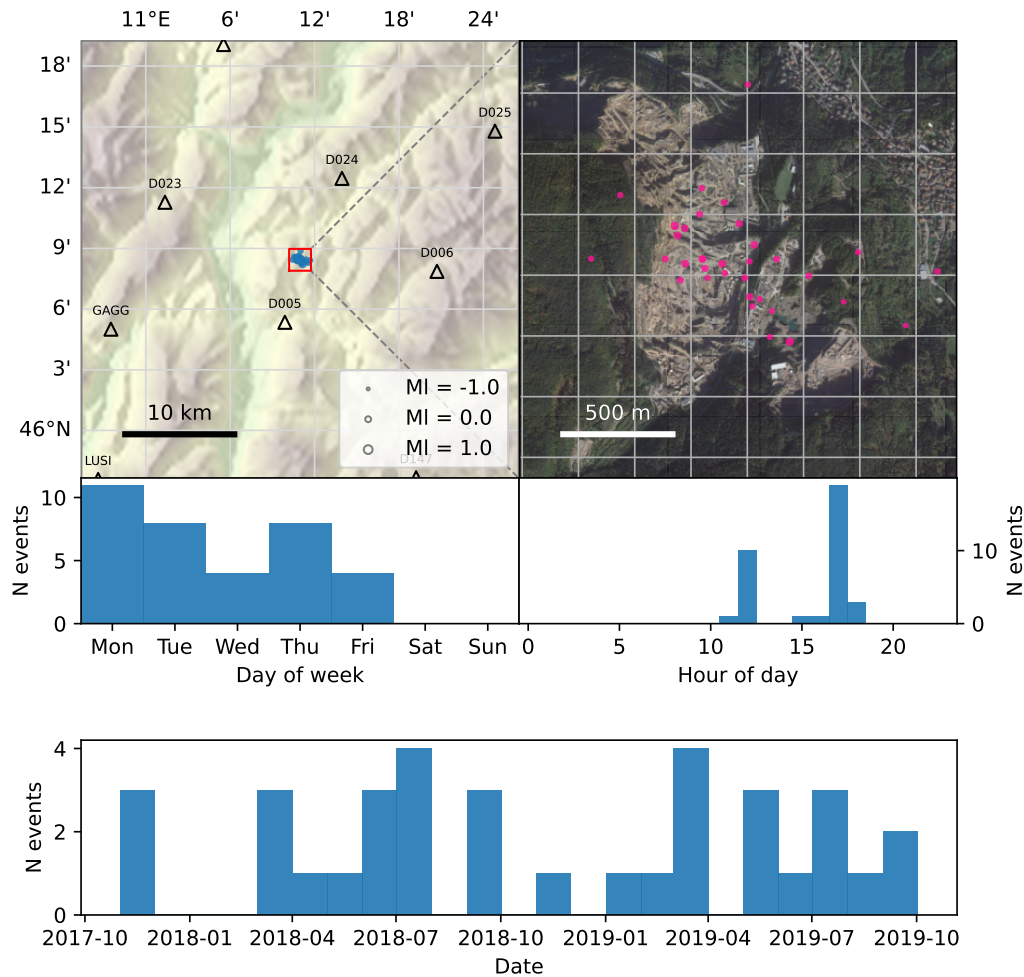 11°E 6' 12' 18' 24'
18'
15'
12'
9'
6'
3'
46°N
D025
D024
D023
D006
D005
GAGG
LUSI
D147
Ml = -1.0
Ml = 0.0
Ml = 1.0
10 km
500 m
10
5
0
N events
Mon Tue Wed Thu Fri Sat Sun
Day of week
10
0
N events
0 5 10 15 20
Hour of day
4
2
0
N events
2017-10 2018-01 2018-04 2018-07 2018-10 2019-01 2019-04 2019-07 2019-10
Date